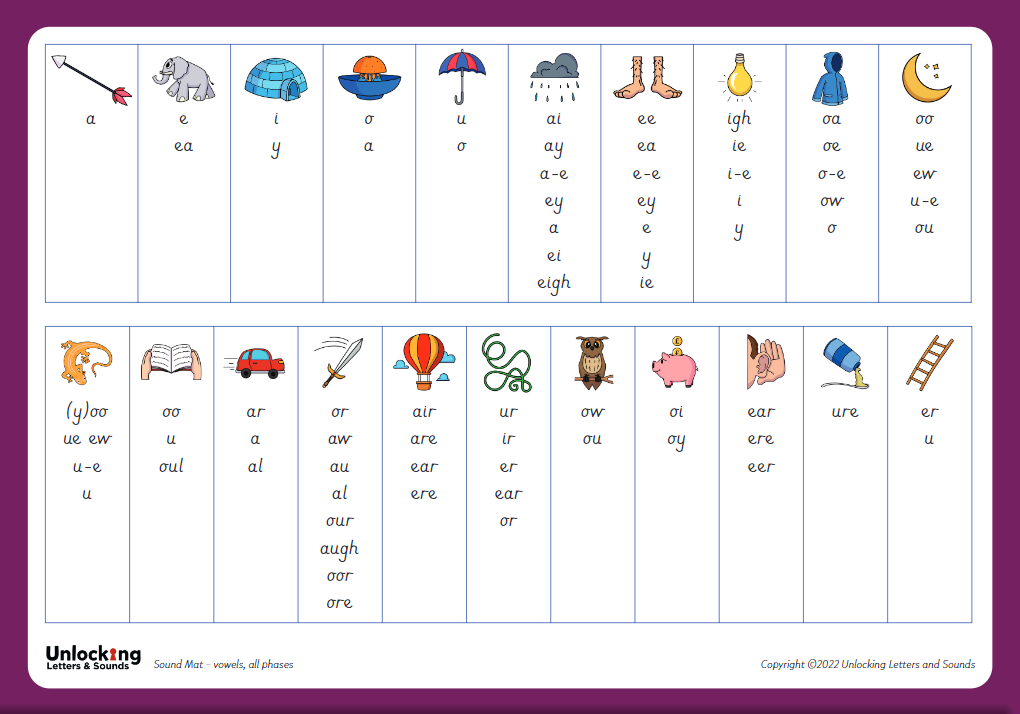 a e i o u ai ee igh oa oo
ea y a o ay ea ie oe ue
a-e e-e i-e o-e ew
ey ey i ow u-e
a e y o ou
ei y
eigh ie
£
(y)oo oo ar or air ur ow oi ear ure er
ue ew u a aw are ir ou oy ere u
u-e oul al au ear er eer
u al ere ear
our or
augh
oor
ore
Unlocking
Letters & Sounds
Sound Mat – vowels, all phases
Copyright ©2022 Unlocking Letters and Sounds